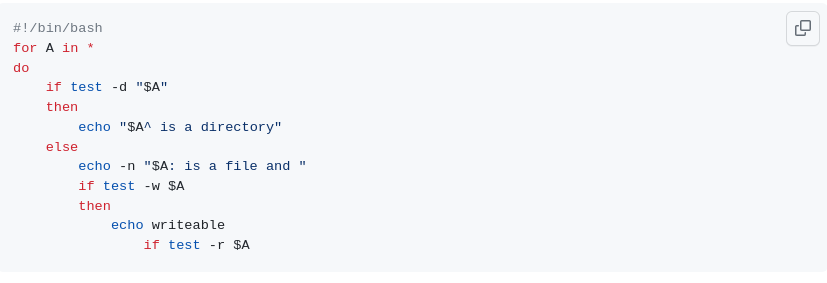 #!/bin/bash
for A in *
do
    if test -d "$A"
    then
        echo "$A^ is a directory"
    else
        echo -n "$A: is a file and "
        if test -w $A
        then
            echo writeable
                if test -r $A